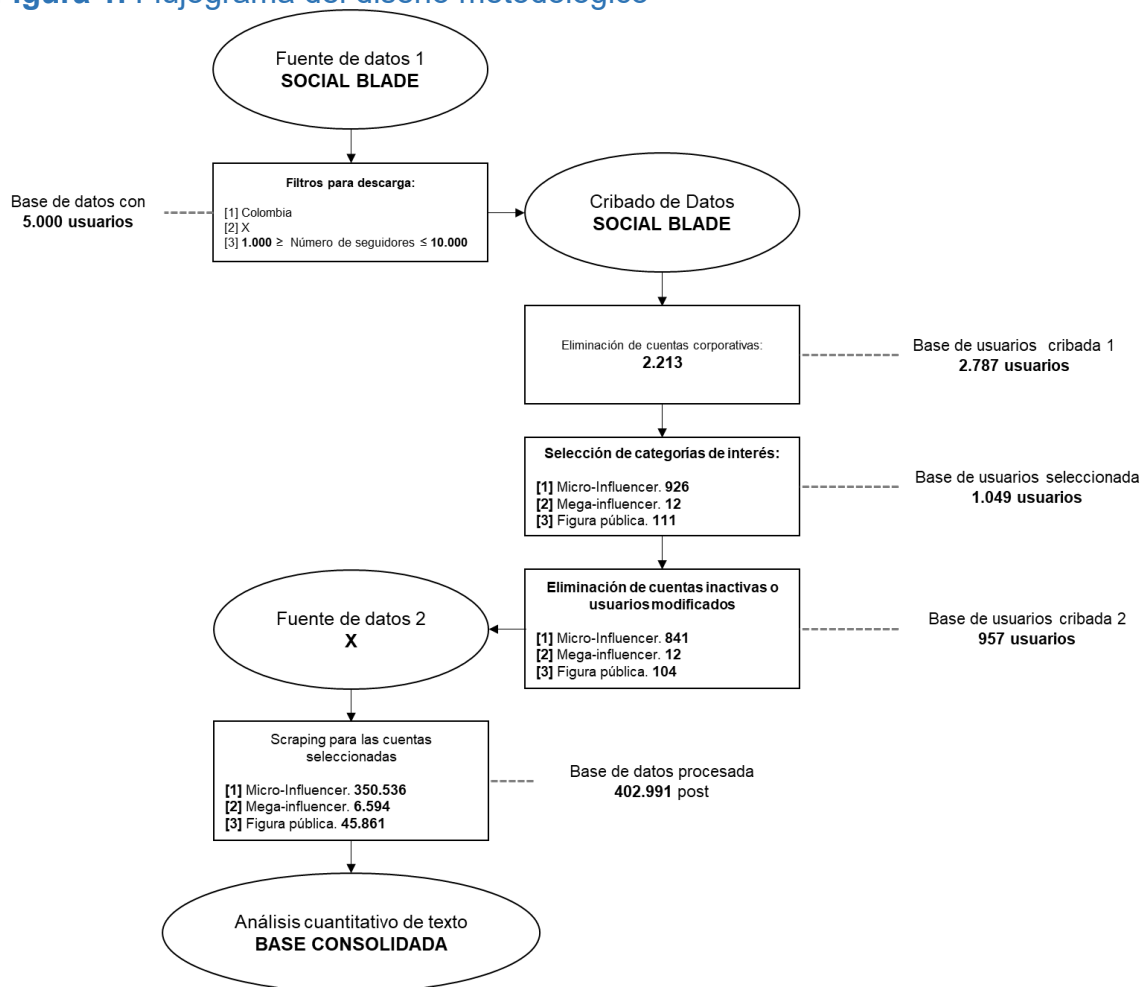 igura 1. Flujograma del diseño metodológico
Fuente de datos 1
SOCIAL BLADE
Base de datos con
5.000 usuarios
Filtros para descarga:
[1] Colombia
[2] X
[3] 1.000 ≥ Número de seguidores ≤ 10.000
Cribado de Datos
SOCIAL BLADE
Eliminación de cuentas corporativas:
2.213
Base de usuarios cribada 1
2.787 usuarios
Selección de categorías de interés:
[1] Micro-Influencer. 926
[2] Mega-influencer. 12
[3] Figura pública. 111
Base de usuarios seleccionada
1.049 usuarios
Eliminación de cuentas inactivas o
usuarios modificados
[1] Micro-Influencer. 841
[2] Mega-influencer. 12
[3] Figura pública. 104
Base de usuarios cribada 2
957 usuarios
Fuente de datos 2
X
Scraping para las cuentas
seleccionadas
[1] Micro-Influencer. 350.536
[2] Mega-influencer. 6.594
[3] Figura pública. 45.861
Base de datos procesada
402.991 post
Análisis cuantitativo de texto
BASE CONSOLIDADA